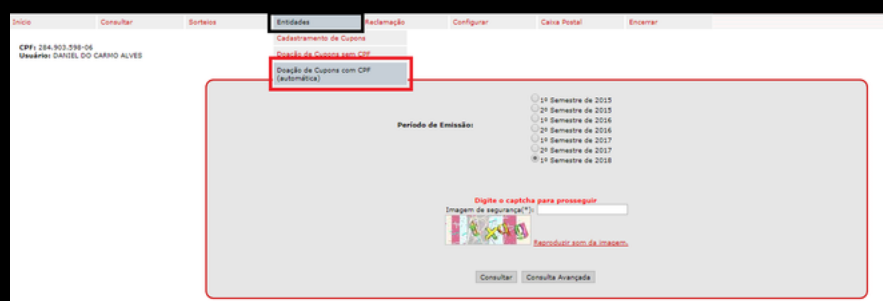 Início Consultar Sorteios Entidades Reclamação Configurar Caixa Postal Encerrar
Cadastramento de Cupons
CPF: 284.903.598-06
Usuário: DANIEL DO CARMO ALVES
Doação de Cupons sem CPF
Doação de Cupons com CPF
(automática)
1º Semestre de 2015
2º Semestre de 2015
1º Semestre de 2016
Período de Emissão:
2º Semestre de 2016
1º Semestre de 2017
2º Semestre de 2017
1º Semestre de 2018
Digite o captcha para prosseguir
Imagem de segurança(*):
Reproduzir som da imagem.
Consultar Consulta Avançada